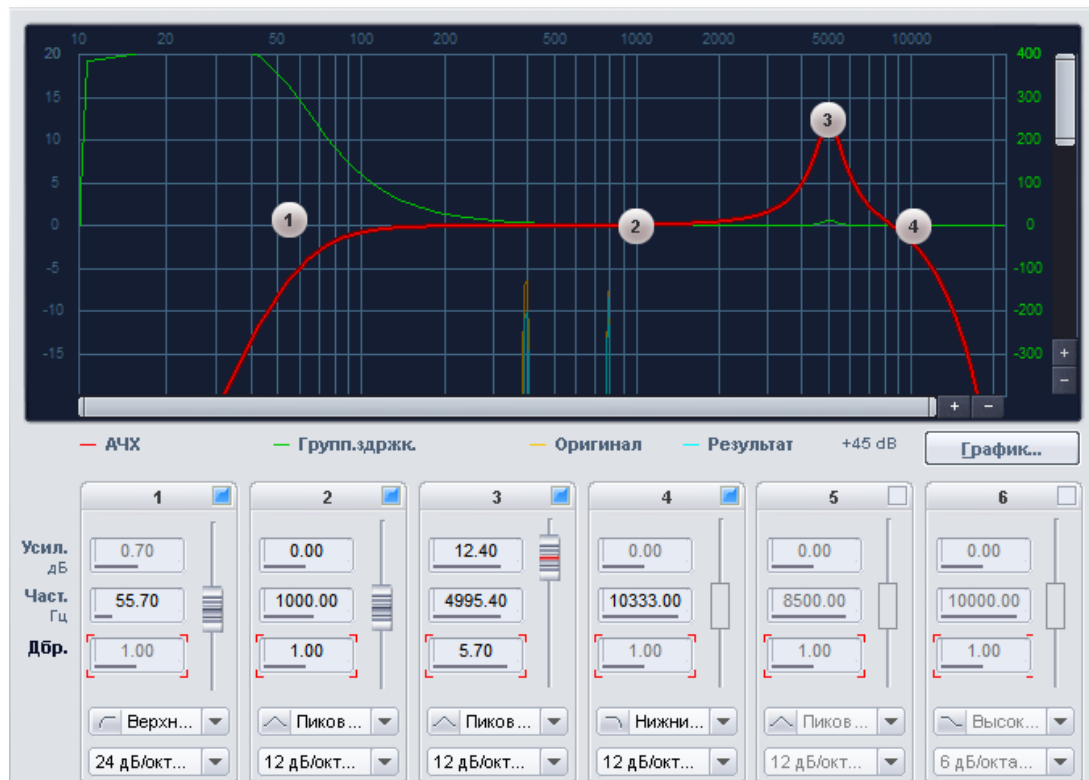 10 20 50 100 200 500 1000 2000 5000 10000
20 400
15 300
10 200
5 100
0 0
-5 -100
-10 -200
-15 -300
1 2 3 4
+ -
+ -
АЧХ Групп.здржк. Оригинал Результат +45 dB График...
1 2 3 4 5 6
Усил. дБ 0.70 0.00 12.40 0.00 0.00 0.00
Част. Гц 55.70 1000.00 4995.40 10333.00 8500.00 10000.00
Дбр. 1.00 1.00 5.70 1.00 1.00 1.00
Верхн... Пиков... Пиков... Нижни... Пиков... Высок...
24 дБ/окт... 12 дБ/окт... 12 дБ/окт... 12 дБ/окт... 12 дБ/окт... 6 дБ/окта...